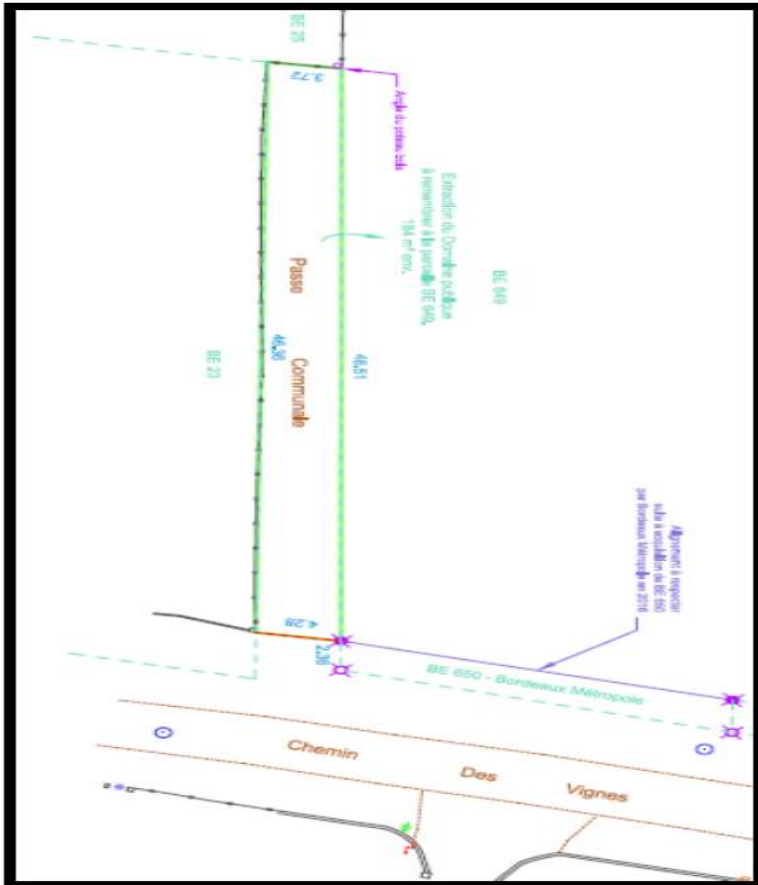 BE 25
3.72
Angle du poteau bois
Extraction du Domaine publique
à remembrer à la parcelle BE 649.
184 m² env.
BE 649
Passe Communale
46.36
46.51
BE 23
Alignement à respecter
suite à acquisition de BE 650
par Bordeaux Métropole en 2016
4.28
2.36
BE 650 - Bordeaux Métropole
Chemin Des Vignes